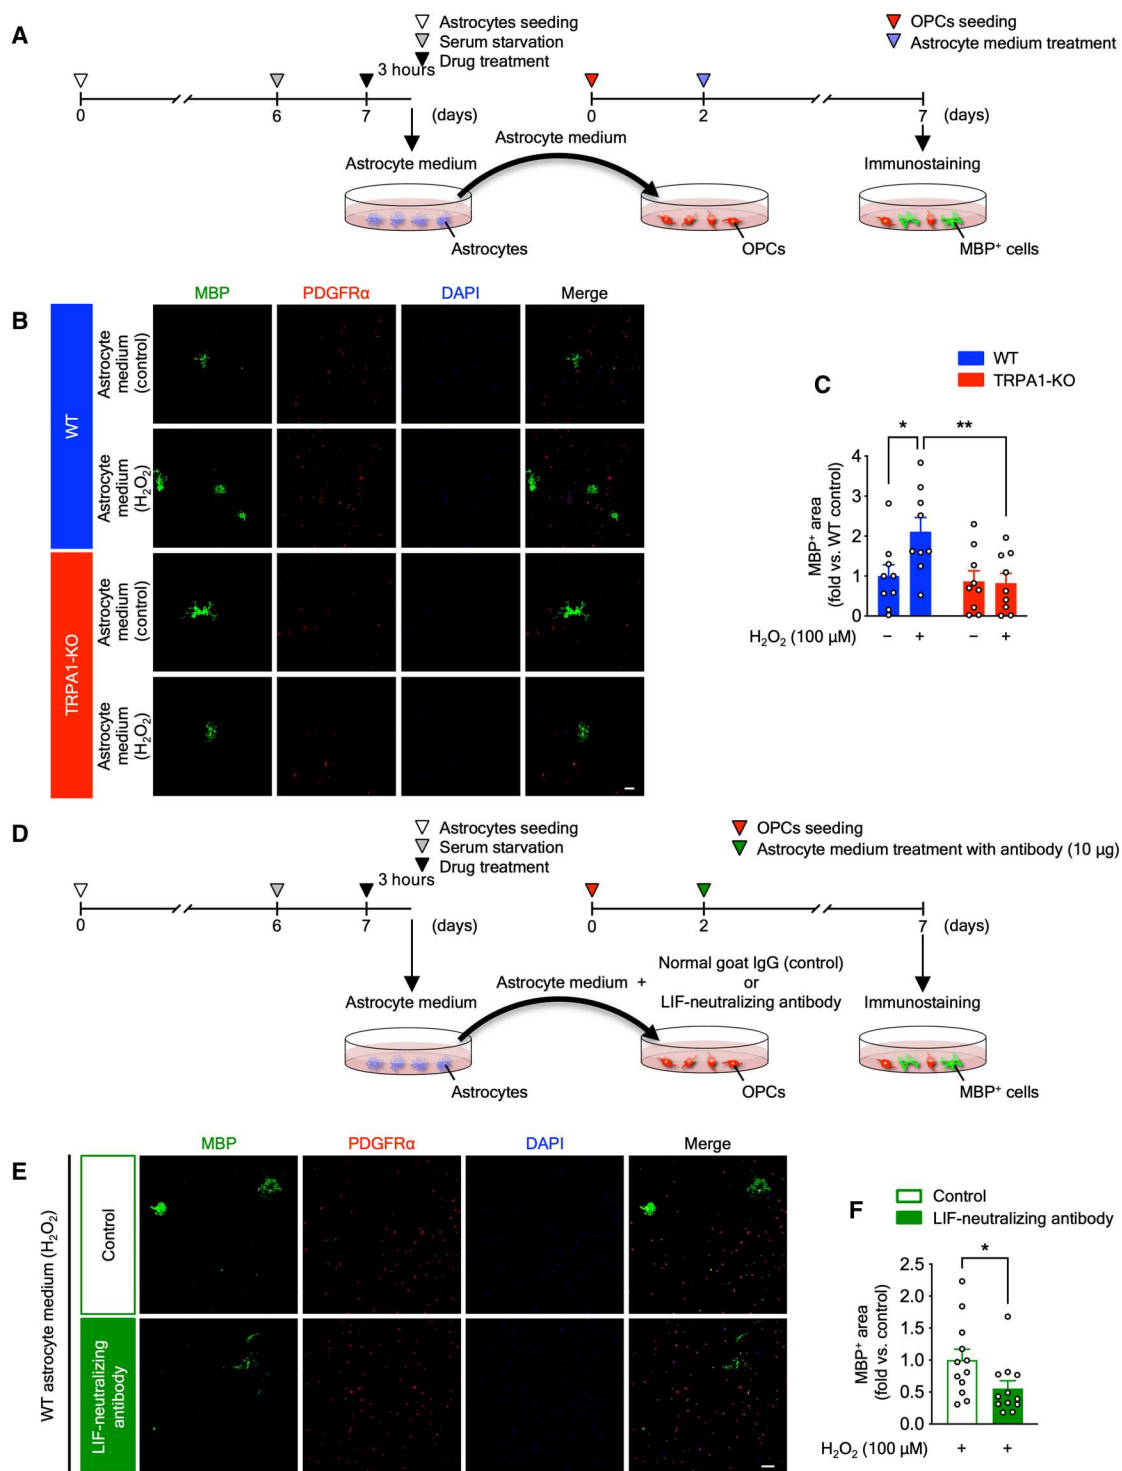 A
Astrocytes seeding
Serum starvation
Drug treatment
3 hours
OPCs seeding
Astrocyte medium treatment
0
6
7
(days)
0
2
7
(days)
Astrocyte medium
Astrocyte medium
Immunostaining
Astrocytes
OPCs
MBP⁺ cells
B
MBP
PDGFRα
DAPI
Merge
WT
Astrocyte
medium
(control)
Astrocyte
medium
(H₂O₂)
TRPA1-KO
Astrocyte
medium
(control)
Astrocyte
medium
(H₂O₂)
C
WT
TRPA1-KO
*
**
MBP⁺ area
(fold vs. WT control)
4
3
2
1
0
H₂O₂ (100 µM)
−
+
−
+
D
Astrocytes seeding
Serum starvation
Drug treatment
3 hours
OPCs seeding
Astrocyte medium treatment with antibody (10 µg)
0
6
7
(days)
0
2
7
(days)
Astrocyte medium
Astrocyte medium +
Normal goat IgG (control)
or
LIF-neutralizing antibody
Immunostaining
Astrocytes
OPCs
MBP⁺ cells
E
MBP
PDGFRα
DAPI
Merge
WT astrocyte medium (H₂O₂)
Control
LIF-neutralizing
antibody
F
Control
LIF-neutralizing antibody
*
MBP⁺ area
(fold vs. control)
2.5
2.0
1.5
1.0
0.5
0.0
H₂O₂ (100 µM)
+
+